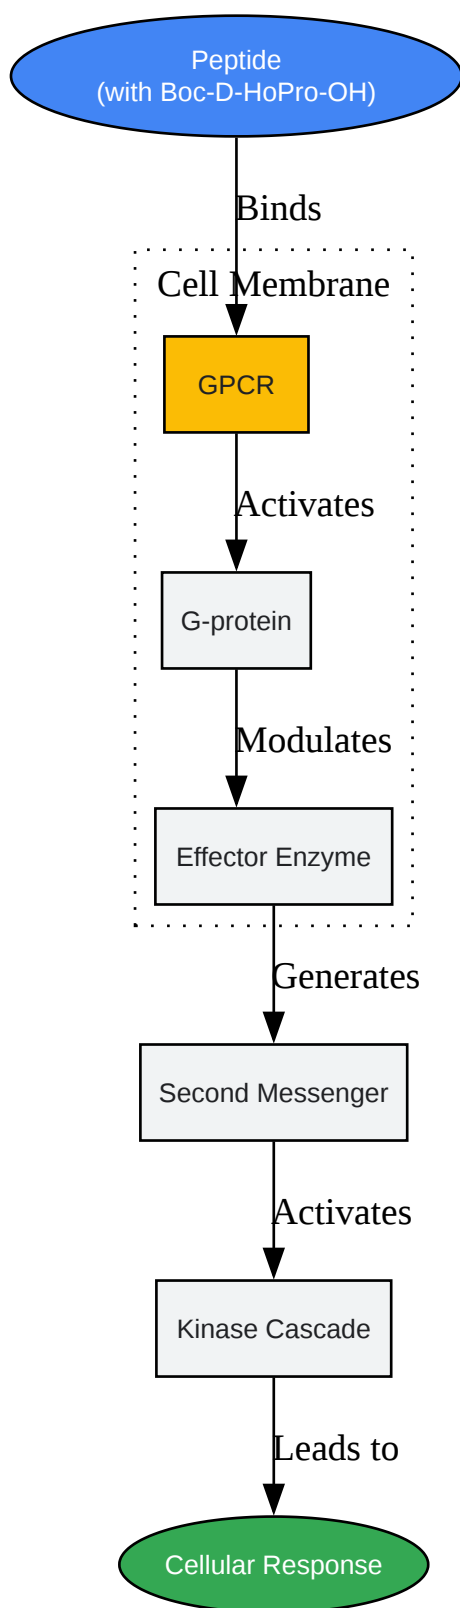 Peptide
(with Boc-D-HoPro-OH)
Binds
Cell Membrane
GPCR
Activates
G-protein
Modulates
Effector Enzyme
Generates
Second Messenger
Activates
Kinase Cascade
Leads to
Cellular Response